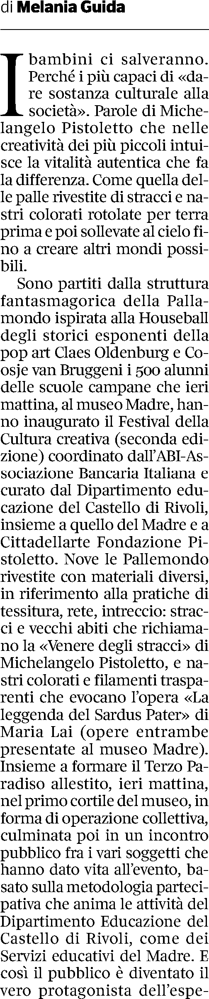 di Melania Guida
I bambini ci salveranno.
Perché i più capaci di «da-
re sostanza culturale alla
società». Parole di Miche-
langelo Pistoletto che nelle
creatività dei più piccoli intui-
sce la vitalità autentica che fa
la differenza. Come quella del-
le palle rivestite di stracci e na-
stri colorati rotolate per terra
prima e poi sollevate al cielo fi-
no a creare altri mondi possi-
bili.
Sono partiti dalla struttura
fantasmagorica della Palla-
mondo ispirata alla Houseball
degli storici esponenti della
pop art Claes Oldenburg e Co-
osje van Bruggeni i 500 alunni
delle scuole campane che ieri
mattina, al museo Madre, han-
no inaugurato il Festival della
Cultura creativa (seconda edi-
zione) coordinato dall'ABI-As-
sociazione Bancaria Italiana e
curato dal Dipartimento edu-
cazione del Castello di Rivoli,
insieme a quello del Madre e a
Cittadellarte Fondazione Pi-
stoletto. Nove le Pallemondo
rivestite con materiali diversi,
in riferimento alla pratiche di
tessitura, rete, intreccio: strac-
ci e vecchi abiti che richiama-
no la «Venere degli stracci» di
Michelangelo Pistoletto, e na-
stri colorati e filamenti traspa-
renti che evocano l'opera «La
leggenda del Sardus Pater» di
Maria Lai (opere entrambe
presentate al museo Madre).
Insieme a formare il Terzo Pa-
radiso allestito, ieri mattina,
nel primo cortile del museo, in
forma di operazione collettiva,
culminata poi in un incontro
pubblico fra i vari soggetti che
hanno dato vita all'evento, ba-
sato sulla metodologia parteci-
pativa che anima le attività del
Dipartimento Educazione del
Castello di Rivoli, come dei
Servizi educativi del Madre. E
così il pubblico è diventato il
vero protagonista dell'espe-